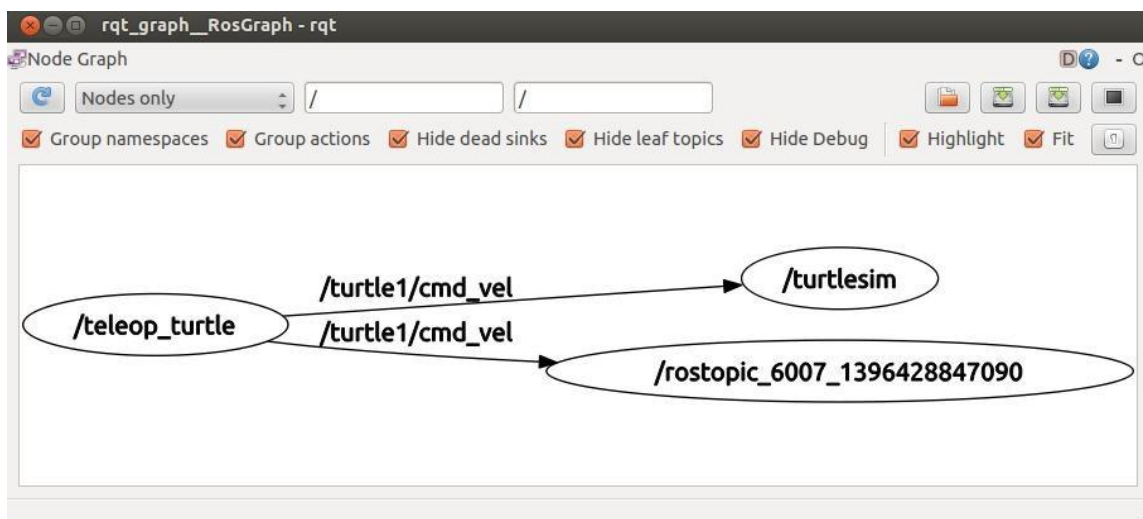 rqt_graph__RosGraph - rqt
Node Graph
D ? - O
Nodes only / /
Group namespaces Group actions Hide dead sinks Hide leaf topics Hide Debug Highlight Fit
/turtle1/cmd_vel
/turtlesim
/teleop_turtle
/turtle1/cmd_vel
/rostopic_6007_1396428847090